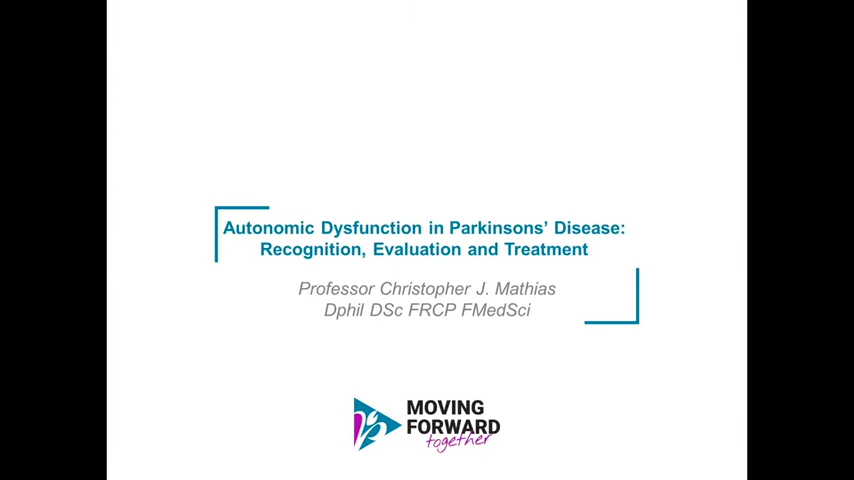 Autonomic Dysfunction in Parkinsons' Disease:
Recognition, Evaluation and Treatment
Professor Christopher J. Mathias
Dphil DSc FRCP FMedSci
MOVING
FORWARD
together